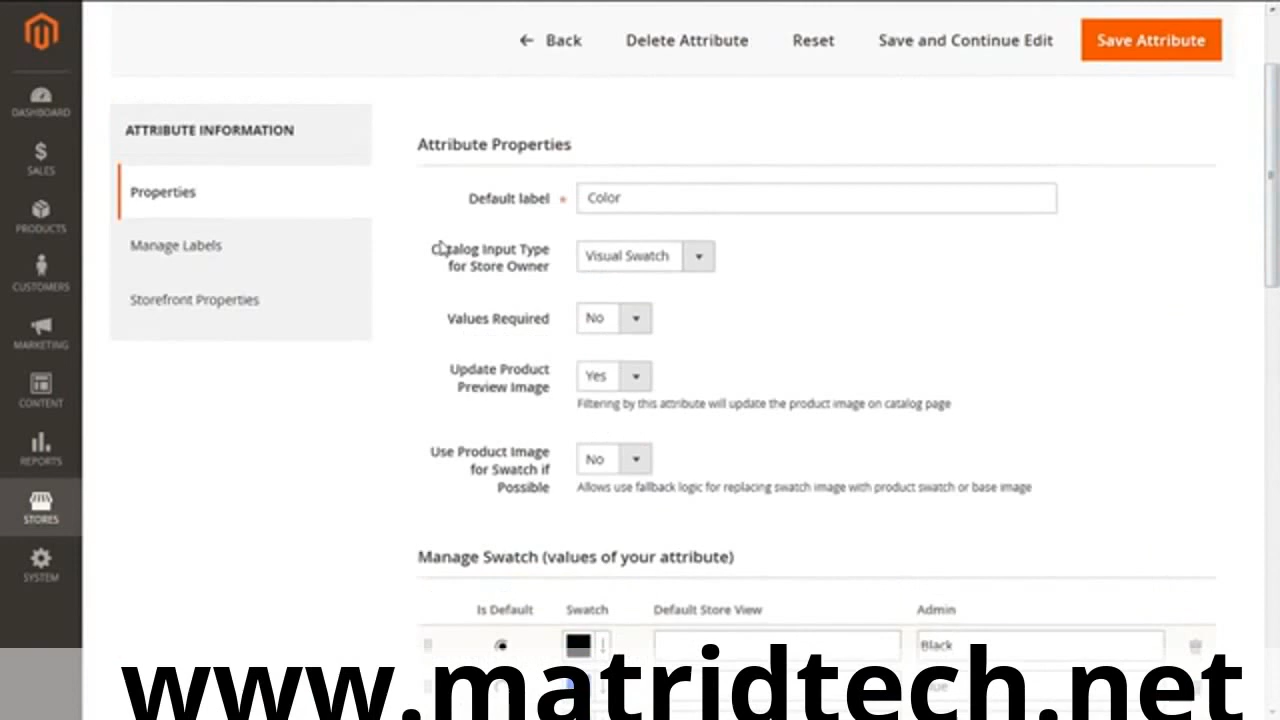 Back
Delete Attribute
Reset
Save and Continue Edit
Save Attribute
DASHBOARD
SALES
PRODUCTS
CUSTOMERS
MARKETING
CONTENT
REPORTS
STORES
SYSTEM
ATTRIBUTE INFORMATION
Properties
Manage Labels
Storefront Properties
Attribute Properties
Default label *
Color
Catalog Input Type
for Store Owner
Visual Swatch
Values Required
No
Update Product
Preview Image
Yes
Filtering by this attribute will update the product image on catalog page
Use Product Image
for Swatch if
Possible
No
Allows use fallback logic for replacing swatch image with product swatch or base image
Manage Swatch (values of your attribute)
Is Default
Swatch
Default Store View
Admin
Black
www.matridtech.net